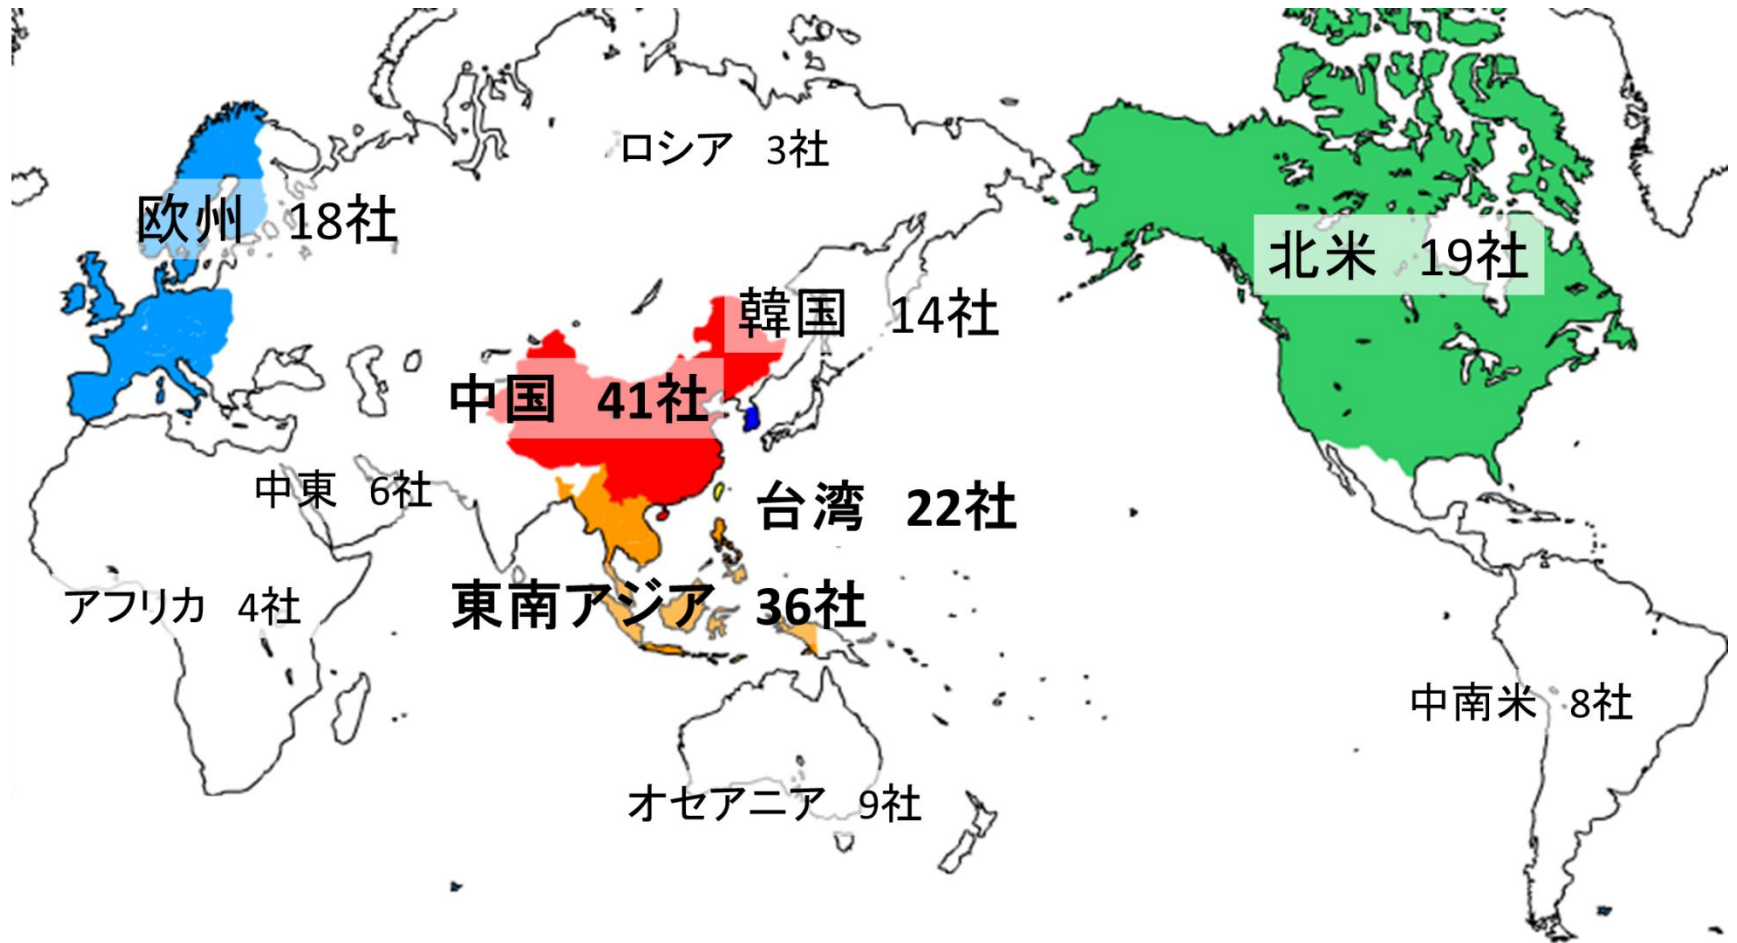 ロシア 3社
欧州 18社
北米 19社
韓国 14社
中国 41社
中東 6社
台湾 22社
アフリカ 4社
東南アジア 36社
中南米 8社
オセアニア 9社